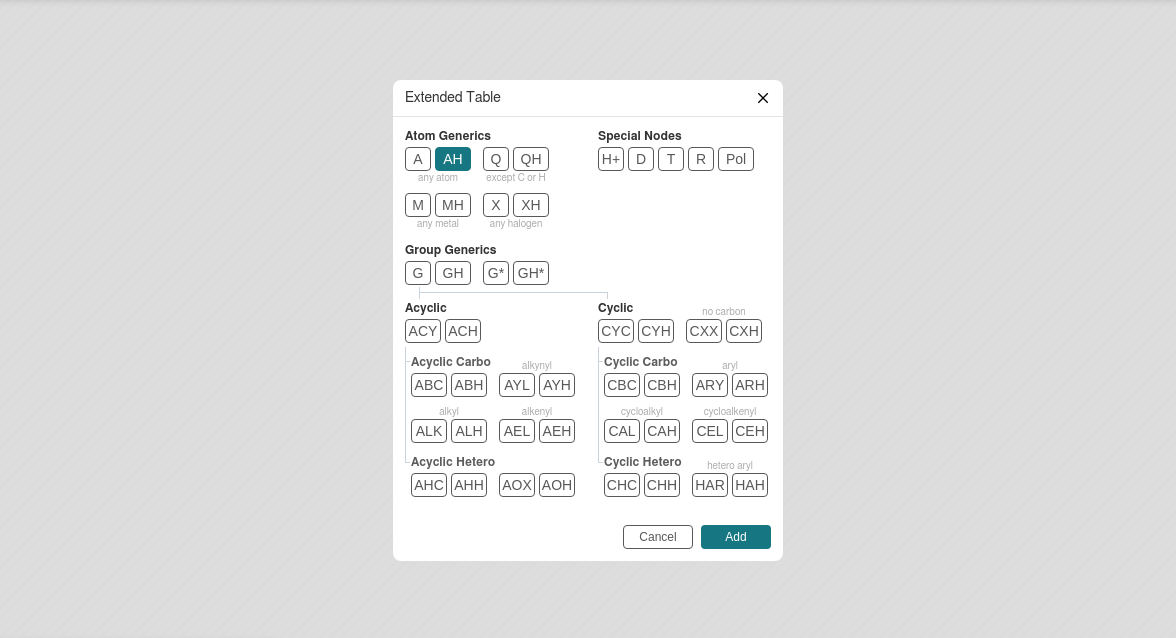 Extended Table
Atom Generics
Special Nodes
A AH Q QH
H+ D T R Pol
any atom except C or H
M MH X XH
any metal any halogen
Group Generics
G GH G* GH*
Acyclic
Cyclic
no carbon
ACY ACH
CYC CYH CXX CXH
Acyclic Carbo
alkynyl
Cyclic Carbo
aryl
ABC ABH AYL AYH
CBC CBH ARY ARH
alkyl alkenyl
cycloalkyl cycloalkenyl
ALK ALH AEL AEH
CAL CAH CEL CEH
Acyclic Hetero
Cyclic Hetero
hetero aryl
AHC AHH AOX AOH
CHC CHH HAR HAH
Cancel Add